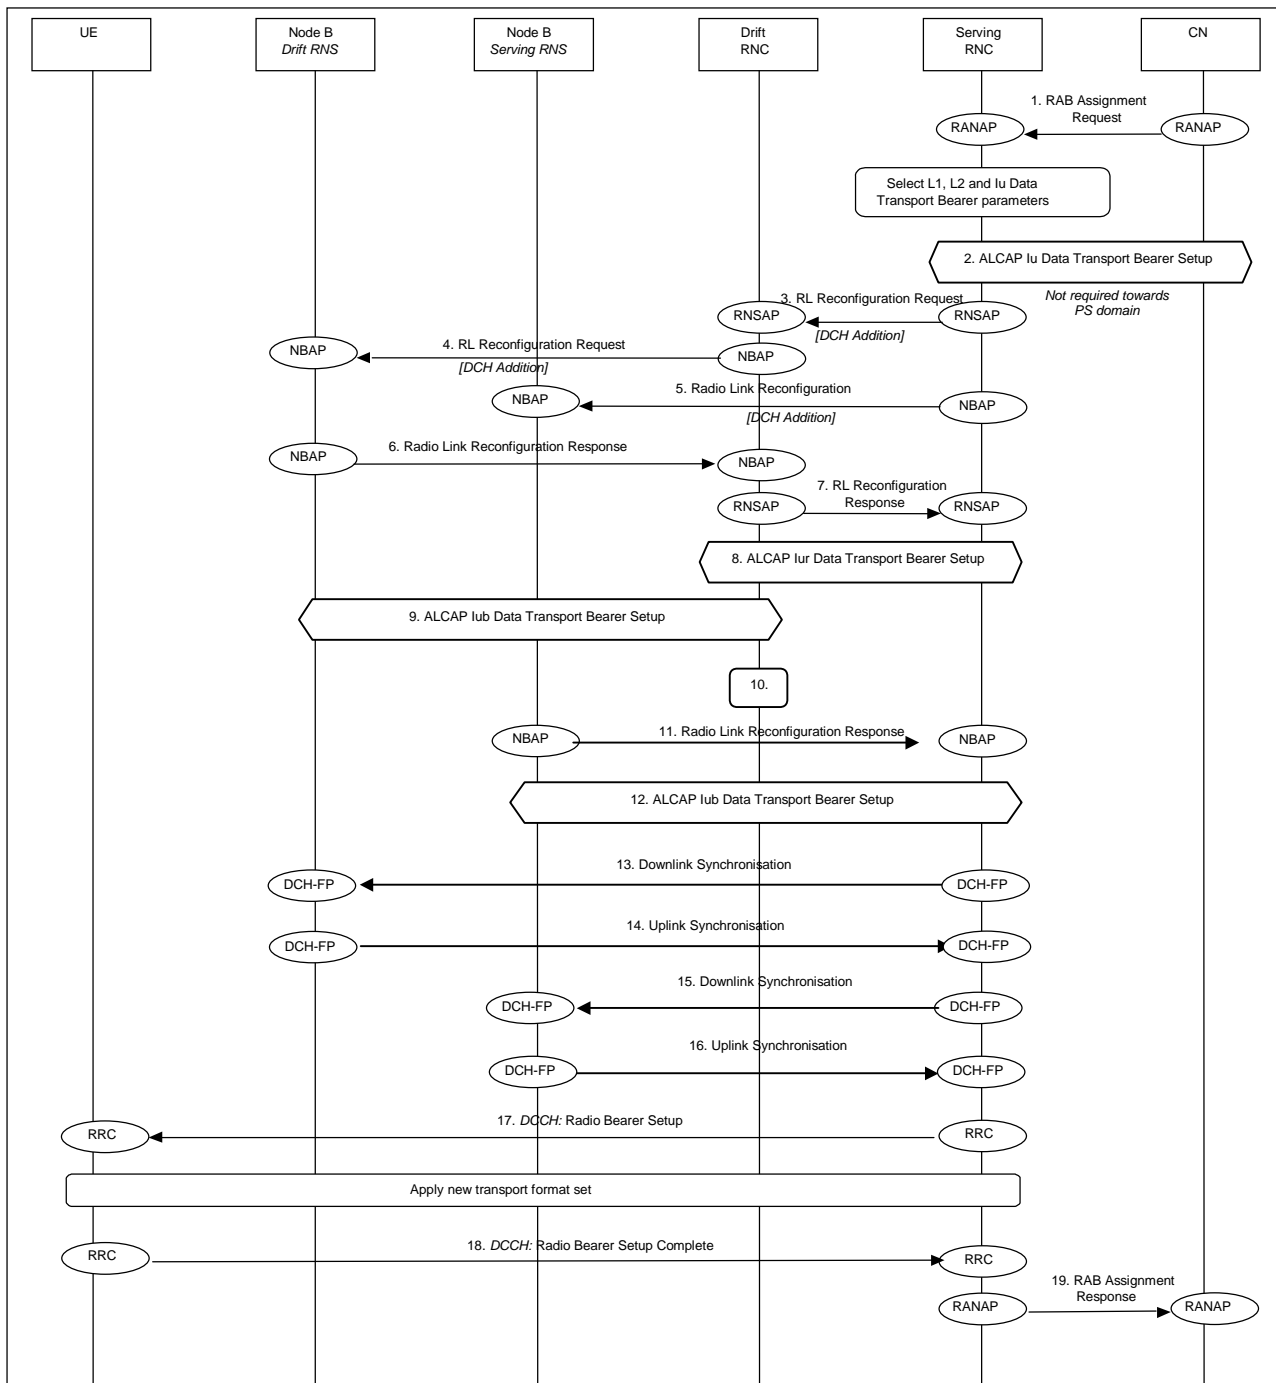 UE
Node B
Drift RNS
Node B
Serving RNS
Drift
RNC
Serving
RNC
CN
1. RAB Assignment
Request
RANAP
RANAP
Select L1, L2 and Iu Data
Transport Bearer parameters
2. ALCAP Iu Data Transport Bearer Setup
Not required towards
PS domain
3. RL Reconfiguration Request
RNSAP
RNSAP
[DCH Addition]
4. RL Reconfiguration Request
NBAP
NBAP
[DCH Addition]
5. Radio Link Reconfiguration
NBAP
NBAP
[DCH Addition]
6. Radio Link Reconfiguration Response
NBAP
NBAP
7. RL Reconfiguration
Response
RNSAP
RNSAP
8. ALCAP Iur Data Transport Bearer Setup
9. ALCAP Iub Data Transport Bearer Setup
10.
11. Radio Link Reconfiguration Response
NBAP
NBAP
12. ALCAP Iub Data Transport Bearer Setup
13. Downlink Synchronisation
DCH-FP
DCH-FP
14. Uplink Synchronisation
DCH-FP
DCH-FP
15. Downlink Synchronisation
DCH-FP
DCH-FP
16. Uplink Synchronisation
DCH-FP
DCH-FP
17. DCCH: Radio Bearer Setup
RRC
RRC
Apply new transport format set
18. DCCH: Radio Bearer Setup Complete
RRC
RRC
19. RAB Assignment
Response
RANAP
RANAP